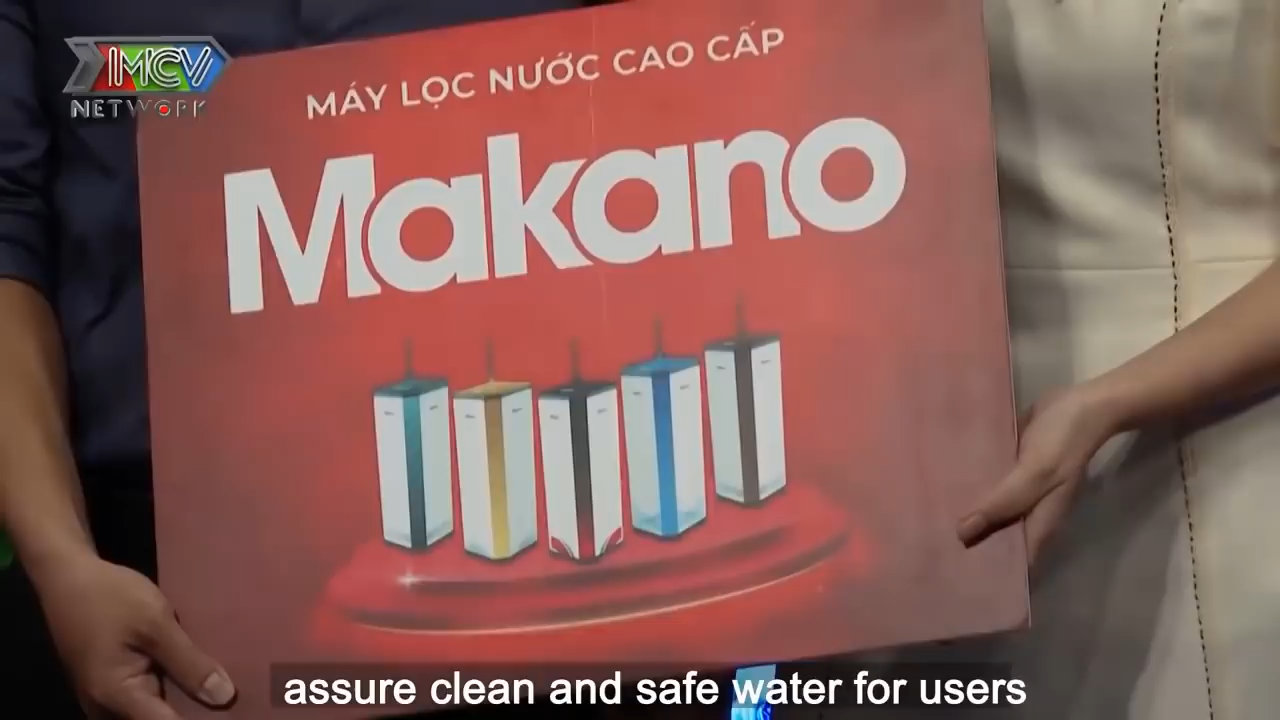 MCV
NETWORK
MÁY LỌC NƯỚC CAO CẤP
Makano
assure clean and safe water for users